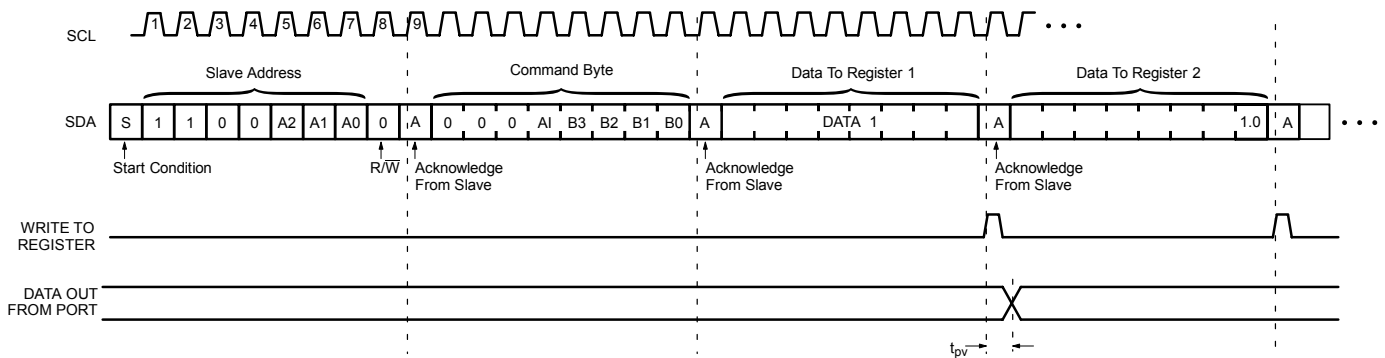 1 2 3 4 5 6 7 8 9
SCL
Slave Address Command Byte Data To Register 1 Data To Register 2
SDA S 1 1 0 0 A2 A1 A0 0 A 0 0 0 AI B3 B2 B1 B0 A DATA 1 A 1.0 A
Start Condition R/W̅ Acknowledge From Slave Acknowledge From Slave Acknowledge From Slave
WRITE TO
REGISTER
DATA OUT
FROM PORT
tpv